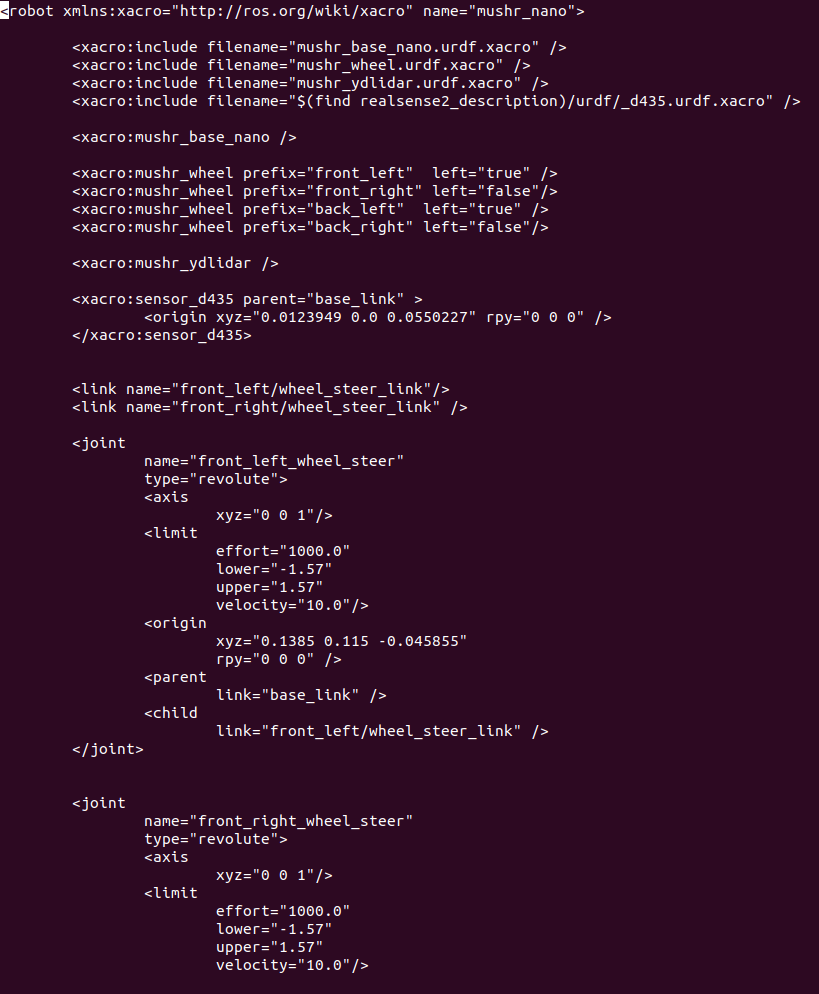 <robot xmlns:xacro="http://ros.org/wiki/xacro" name="mushr_nano">

        <xacro:include filename="mushr_base_nano.urdf.xacro" />
        <xacro:include filename="mushr_wheel.urdf.xacro" />
        <xacro:include filename="mushr_ydlidar.urdf.xacro" />
        <xacro:include filename="$(find realsense2_description)/urdf/_d435.urdf.xacro" />

        <xacro:mushr_base_nano />

        <xacro:mushr_wheel prefix="front_left"  left="true" />
        <xacro:mushr_wheel prefix="front_right" left="false"/>
        <xacro:mushr_wheel prefix="back_left"  left="true" />
        <xacro:mushr_wheel prefix="back_right" left="false"/>

        <xacro:mushr_ydlidar />

        <xacro:sensor_d435 parent="base_link" >
                <origin xyz="0.0123949 0.0 0.0550227" rpy="0 0 0" />
        </xacro:sensor_d435>


        <link name="front_left/wheel_steer_link"/>
        <link name="front_right/wheel_steer_link" />

        <joint
                name="front_left_wheel_steer"
                type="revolute">
                <axis
                        xyz="0 0 1"/>
                <limit
                        effort="1000.0"
                        lower="-1.57"
                        upper="1.57"
                        velocity="10.0"/>
                <origin
                        xyz="0.1385 0.115 -0.045855"
                        rpy="0 0 0" />
                <parent
                        link="base_link" />
                <child
                        link="front_left/wheel_steer_link" />
        </joint>


        <joint
                name="front_right_wheel_steer"
                type="revolute">
                <axis
                        xyz="0 0 1"/>
                <limit
                        effort="1000.0"
                        lower="-1.57"
                        upper="1.57"
                        velocity="10.0"/>